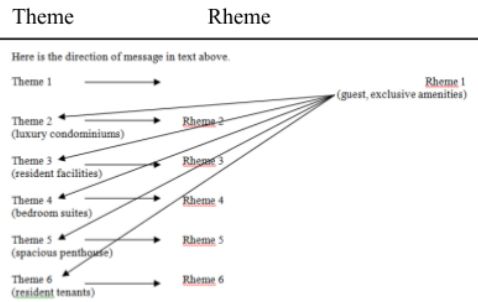 Theme Rheme
Here is the direction of message in text above.
Theme 1 Rheme 1
(guest, exclusive amenities)
Theme 2 Rheme 2
(luxury condominiums)
Theme 3 Rheme 3
(resident facilities)
Theme 4 Rheme 4
(bedroom suites)
Theme 5 Rheme 5
(spacious penthouse)
Theme 6 Rheme 6
(resident tenants)